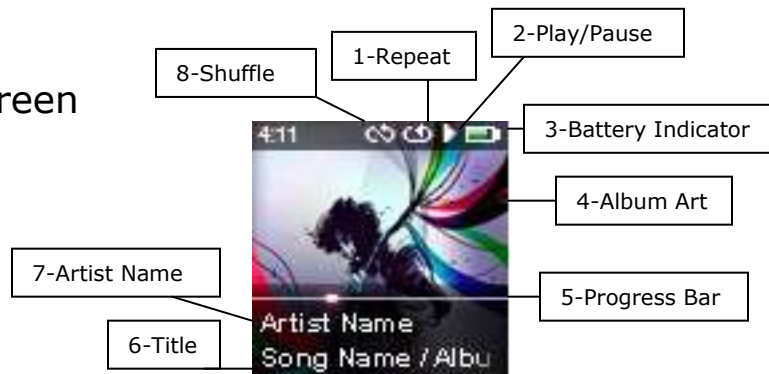 2-Play/Pause
1-Repeat
8-Shuffle
reen
3-Battery Indicator
4:11
4-Album Art
7-Artist Name
5-Progress Bar
Artist Name
6-Title
Song Name / Albu